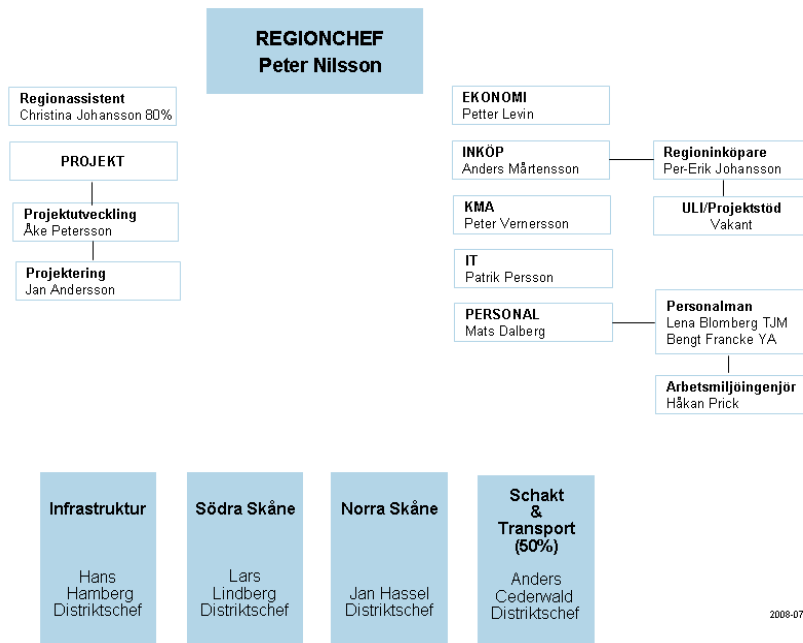 REGIONCHEF
Peter Nilsson
Regionassistent
Christina Johansson 80%
PROJEKT
Projektutveckling
Åke Petersson
Projektering
Jan Andersson
EKONOMI
Petter Levin
INKÖP
Anders Mårtensson
Regioninköpare
Per-Erik Johansson
KMA
Peter Vernersson
ULI/Projektstöd
Vakant
IT
Patrik Persson
PERSONAL
Mats Dalberg
Personalman
Lena Blomberg TJM
Bengt Francke YA
Arbetsmiljöingenjör
Håkan Prick
Infrastruktur
Hans
Hamberg
Distriktschef
Södra Skåne
Lars
Lindberg
Distriktschef
Norra Skåne
Jan Hassel
Distriktschef
Schakt
&
Transport
(50%)
Anders
Cederwald
Distriktschef
2008-07